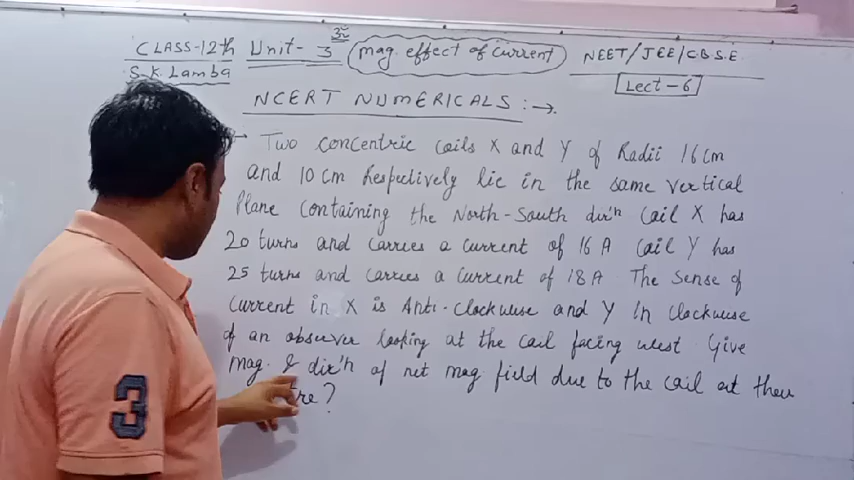 CLASS-12th Unit-3 mag. effect of current NEET/JEE/C.B.S.E
S.K. Lamba Lect-6
NCERT NUMERICALS :→
→ Two concentric coils X and Y of Radii 16 cm
and 10 cm Respectively lie in the same vertical
Plane containing the North-South dir'n Coil X has
20 turns and carries a current of 16 A Coil Y has
25 turns and carries a current of 18 A The Sense of
current in X is Anti-clockwise and Y in clockwise
of an observer looking at the coil facing west Give
mag. & dir'n of net mag. field due to the coil at their
tre?
3